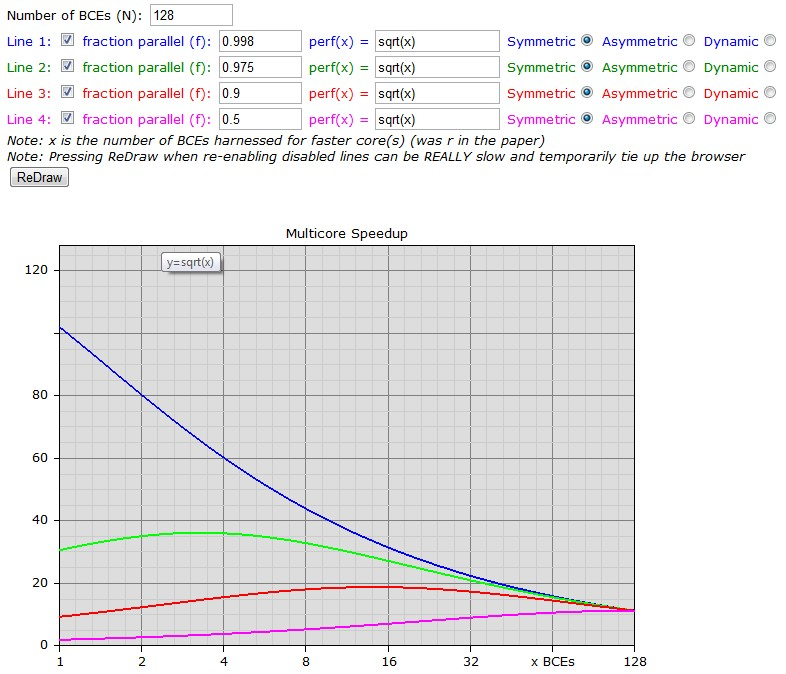 Number of BCEs (N): 128
Line 1: fraction parallel (f): 0.998 perf(x) = sqrt(x) Symmetric Asymmetric Dynamic
Line 2: fraction parallel (f): 0.975 perf(x) = sqrt(x) Symmetric Asymmetric Dynamic
Line 3: fraction parallel (f): 0.9 perf(x) = sqrt(x) Symmetric Asymmetric Dynamic
Line 4: fraction parallel (f): 0.5 perf(x) = sqrt(x) Symmetric Asymmetric Dynamic
Note: x is the number of BCEs harnessed for faster core(s) (was r in the paper)
Note: Pressing ReDraw when re-enabling disabled lines can be REALLY slow and temporarily tie up the browser
ReDraw
Multicore Speedup
y=sqrt(x)
120
80
60
40
20
0
1 2 4 8 16 32 x BCEs 128